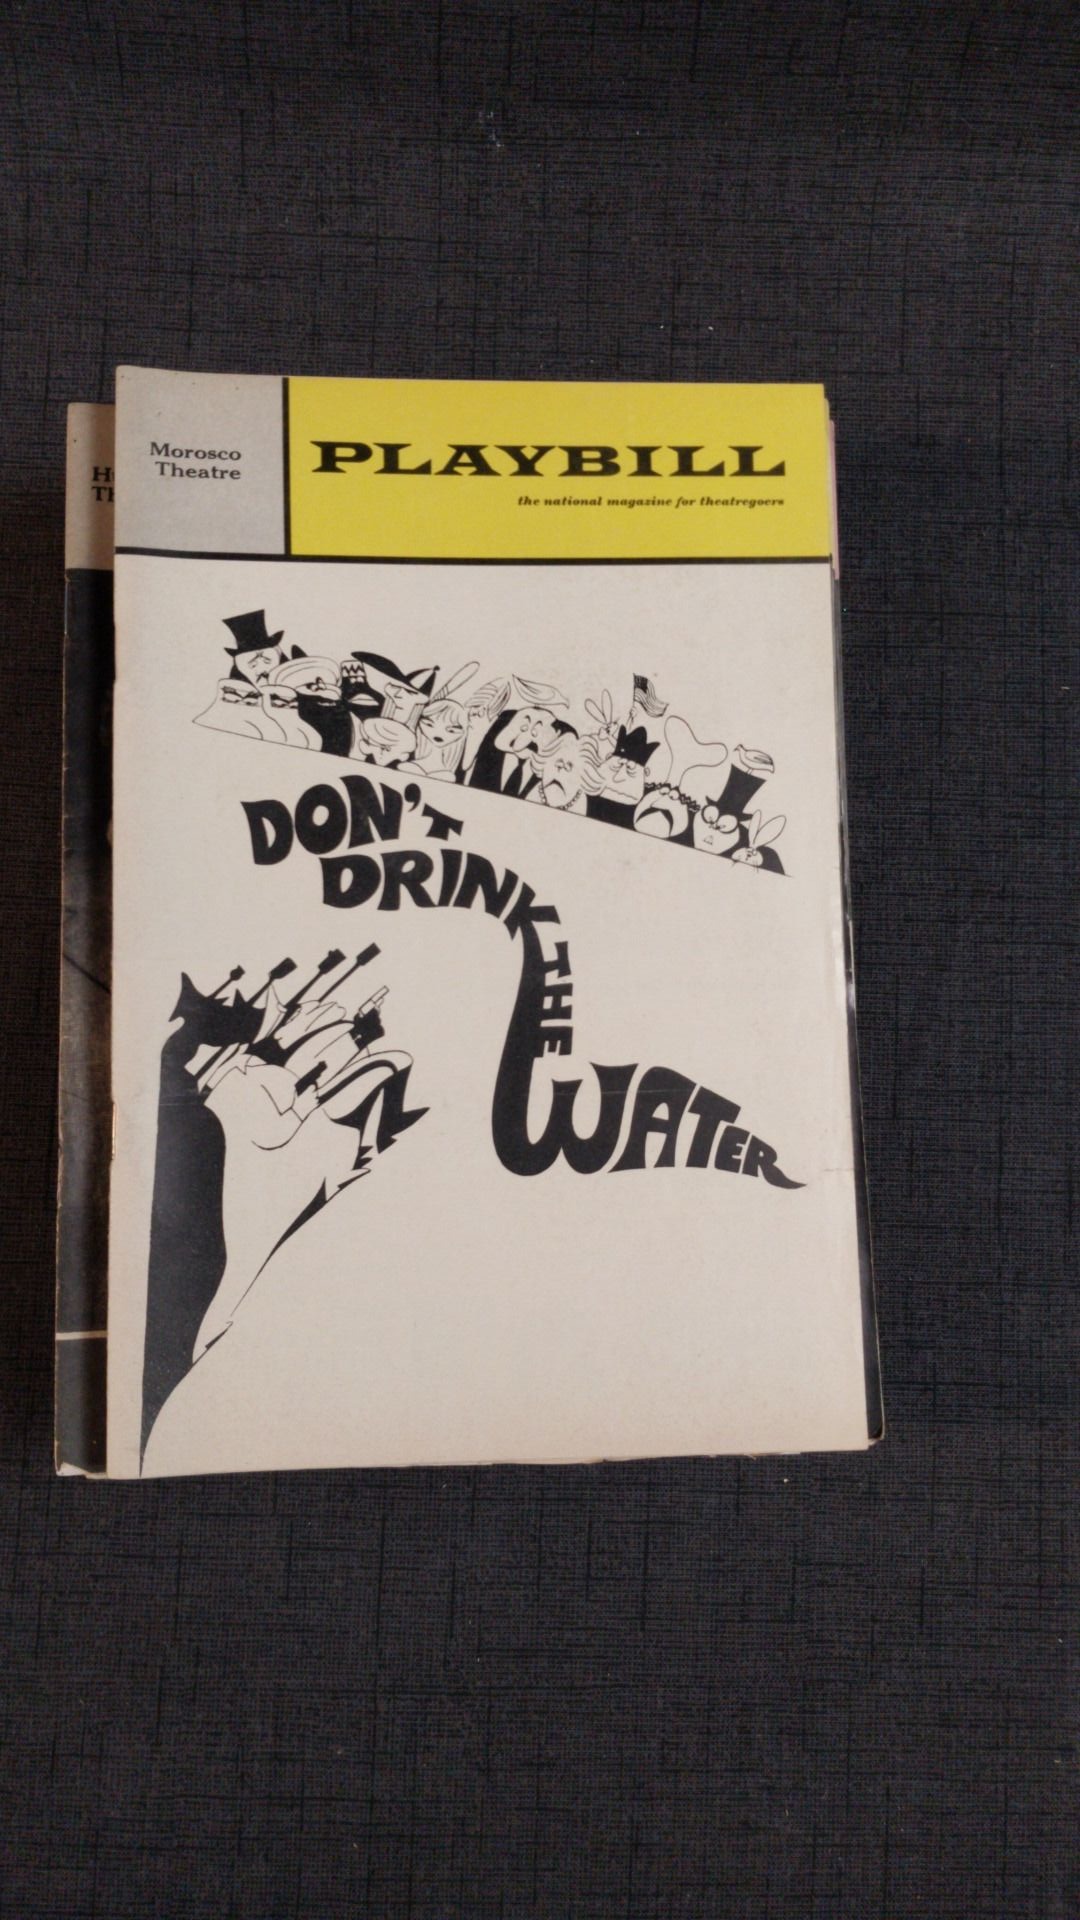 Morosco
Theatre
PLAYBILL
the national magazine for theatregoers
DON'T
DRINK
THE
WATER